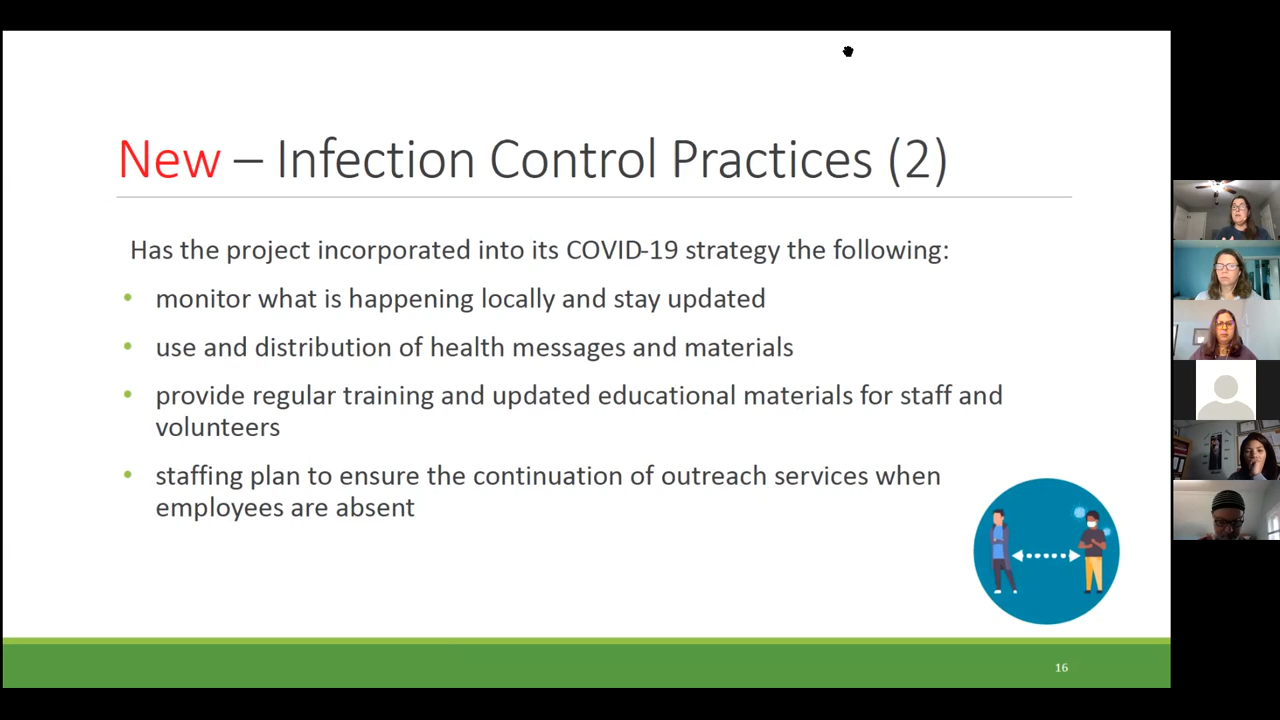 New – Infection Control Practices (2)
Has the project incorporated into its COVID-19 strategy the following:
• monitor what is happening locally and stay updated
• use and distribution of health messages and materials
• provide regular training and updated educational materials for staff and
volunteers
• staffing plan to ensure the continuation of outreach services when
employees are absent
16